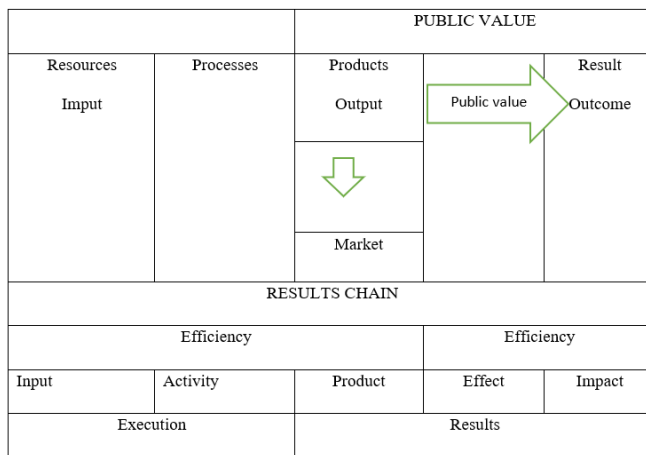 PUBLIC VALUE
Resources
Imput
Processes
Products
Output
Public value
Result
Outcome
Market
RESULTS CHAIN
Efficiency
Efficiency
Input
Activity
Product
Effect
Impact
Execution
Results